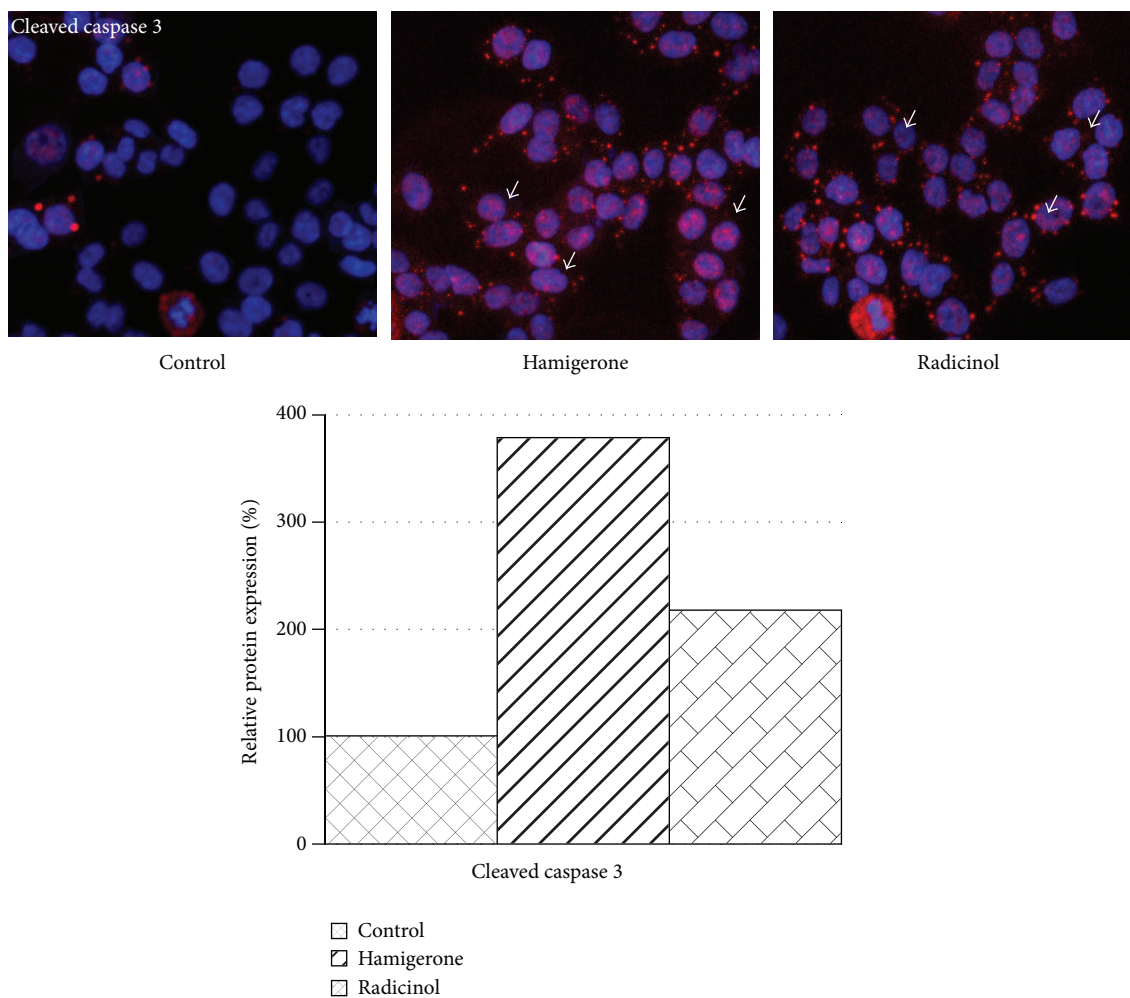 Cleaved caspase 3
Control
Hamigerone
Radicinol
400
300
200
100
0
Relative protein expression (%)
Cleaved caspase 3
Control
Hamigerone
Radicinol